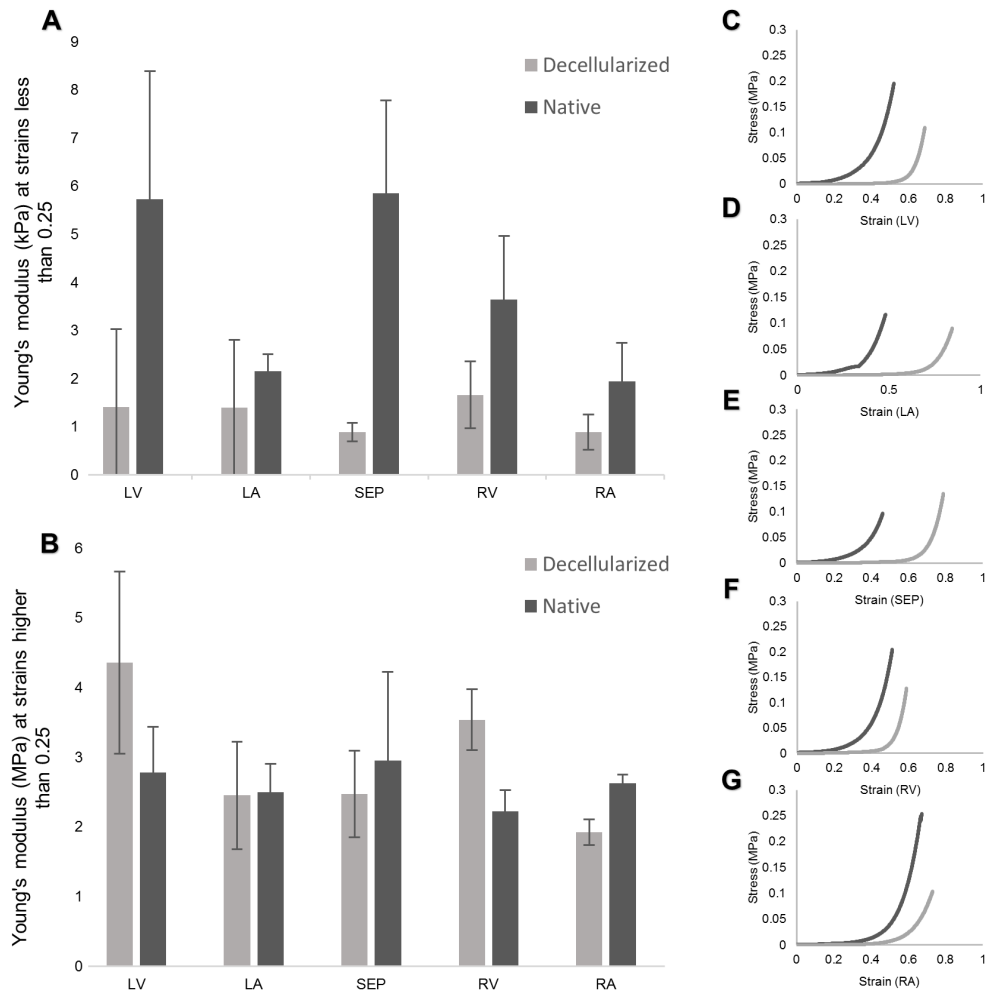 A
Young's modulus (kPa) at strains less
than 0.25
9
8
7
6
5
4
3
2
1
0
Decellularized
Native
LV LA SEP RV RA
B
Young's modulus (MPa) at strains higher
than 0.25
6
5
4
3
2
1
0
Decellularized
Native
LV LA SEP RV RA
C
Stress (MPa)
0.3
0.25
0.2
0.15
0.1
0.05
0
0 0.2 0.4 0.6 0.8 1
Strain (LV)
D
Stress (MPa)
0.3
0.25
0.2
0.15
0.1
0.05
0
0 0.5 1
Strain (LA)
E
Stress (MPa)
0.3
0.25
0.2
0.15
0.1
0.05
0
0 0.2 0.4 0.6 0.8 1
Strain (SEP)
F
Stress (MPa)
0.3
0.25
0.2
0.15
0.1
0.05
0
0 0.2 0.4 0.6 0.8 1
Strain (RV)
G
Stress (MPa)
0.3
0.25
0.2
0.15
0.1
0.05
0
0 0.2 0.4 0.6 0.8 1
Strain (RA)